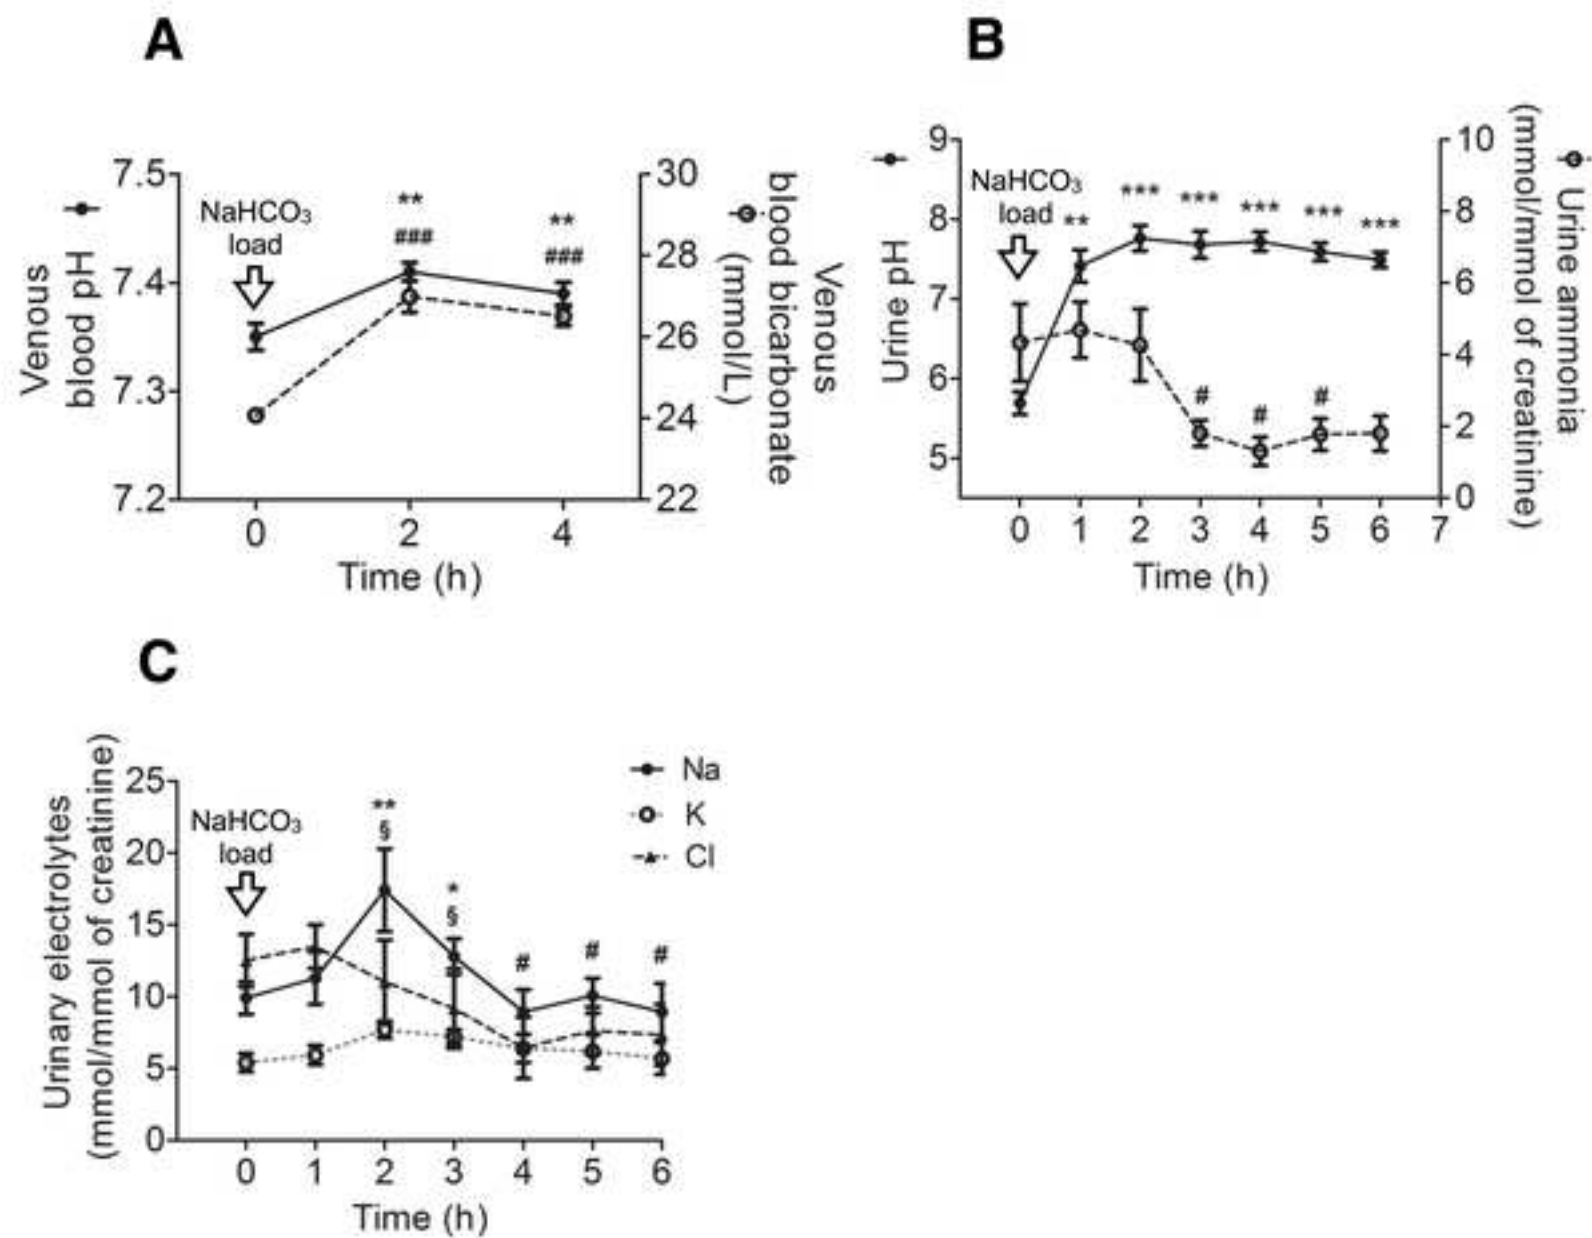 A
Venous
blood pH
7.5
7.4
7.3
7.2
NaHCO₃
load
**
###
**
###
30
28
26
24
22
Venous
blood bicarbonate
(mmol/L)
0 2 4
Time (h)
B
Urine pH
9
8
7
6
5
NaHCO₃
load
**
***
***
***
***
***
#
#
#
10
8
6
4
2
0
Urine ammonia
(mmol/mmol of creatinine)
0 1 2 3 4 5 6 7
Time (h)
C
Urinary electrolytes
(mmol/mmol of creatinine)
25
20
15
10
5
0
NaHCO₃
load
**
§
*
§
#
#
#
Na
K
Cl
0 1 2 3 4 5 6
Time (h)